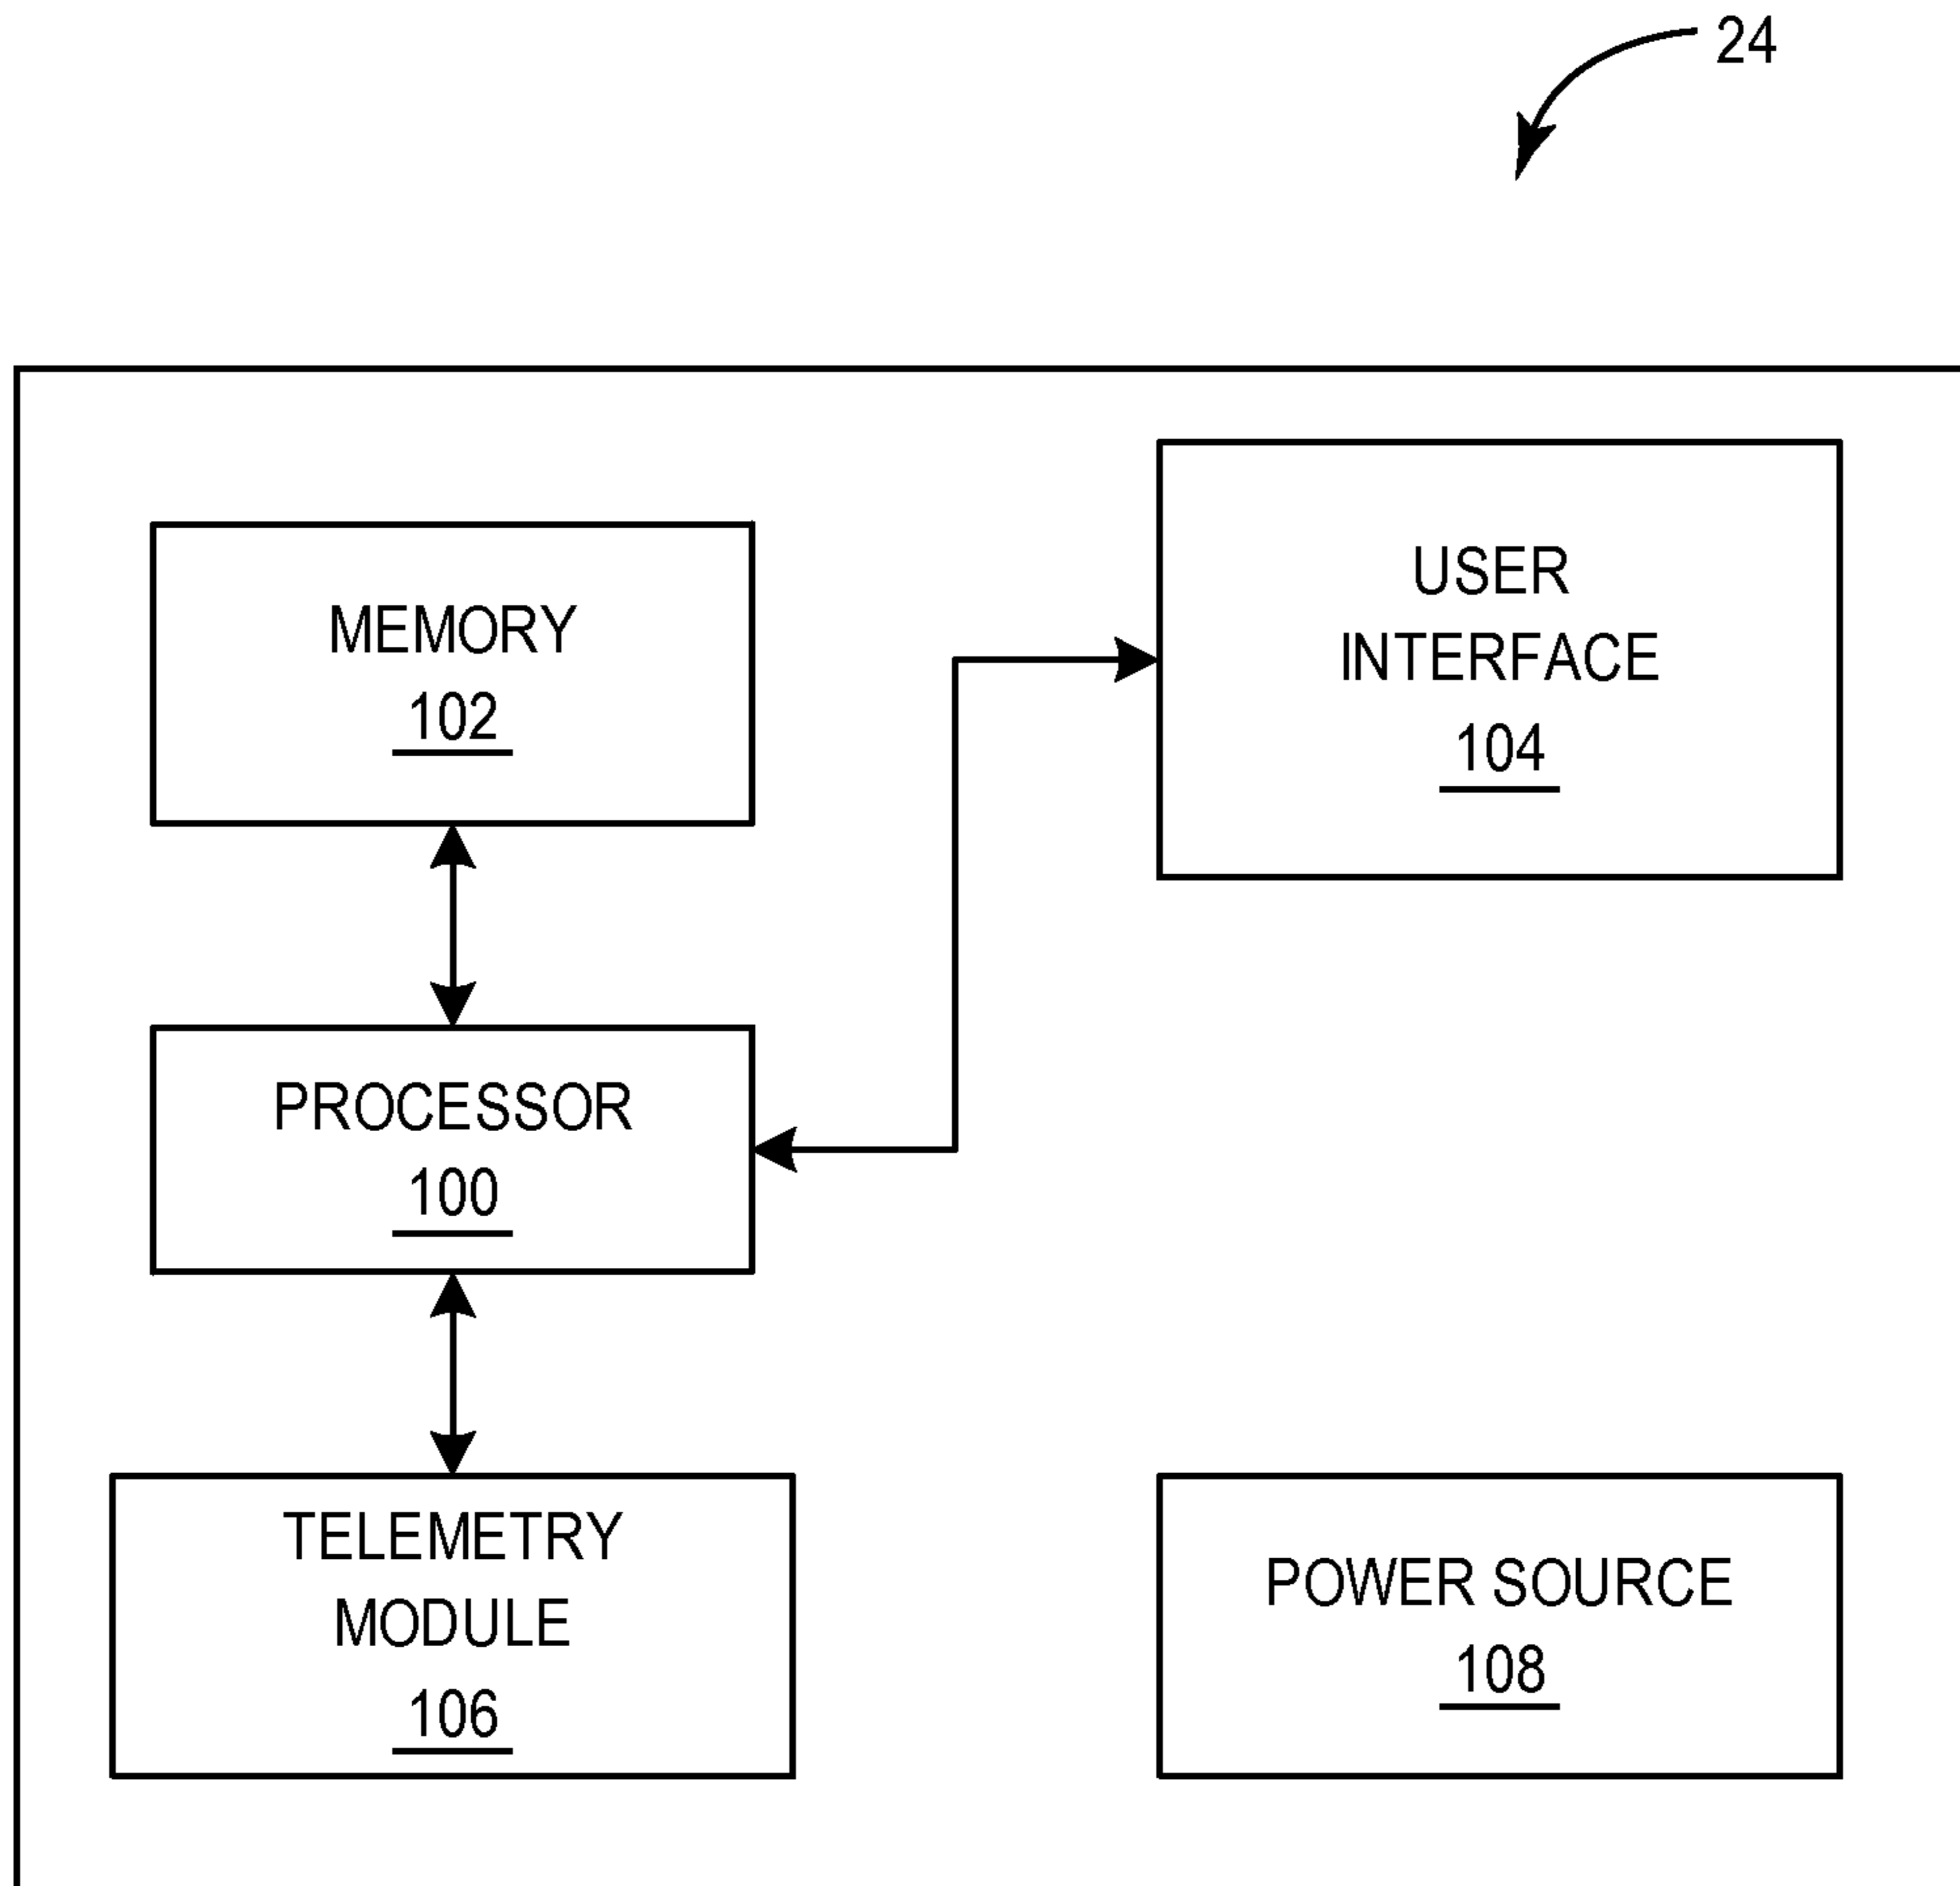 24
MEMORY
102
USER
INTERFACE
104
PROCESSOR
100
TELEMETRY
MODULE
106
POWER SOURCE
108